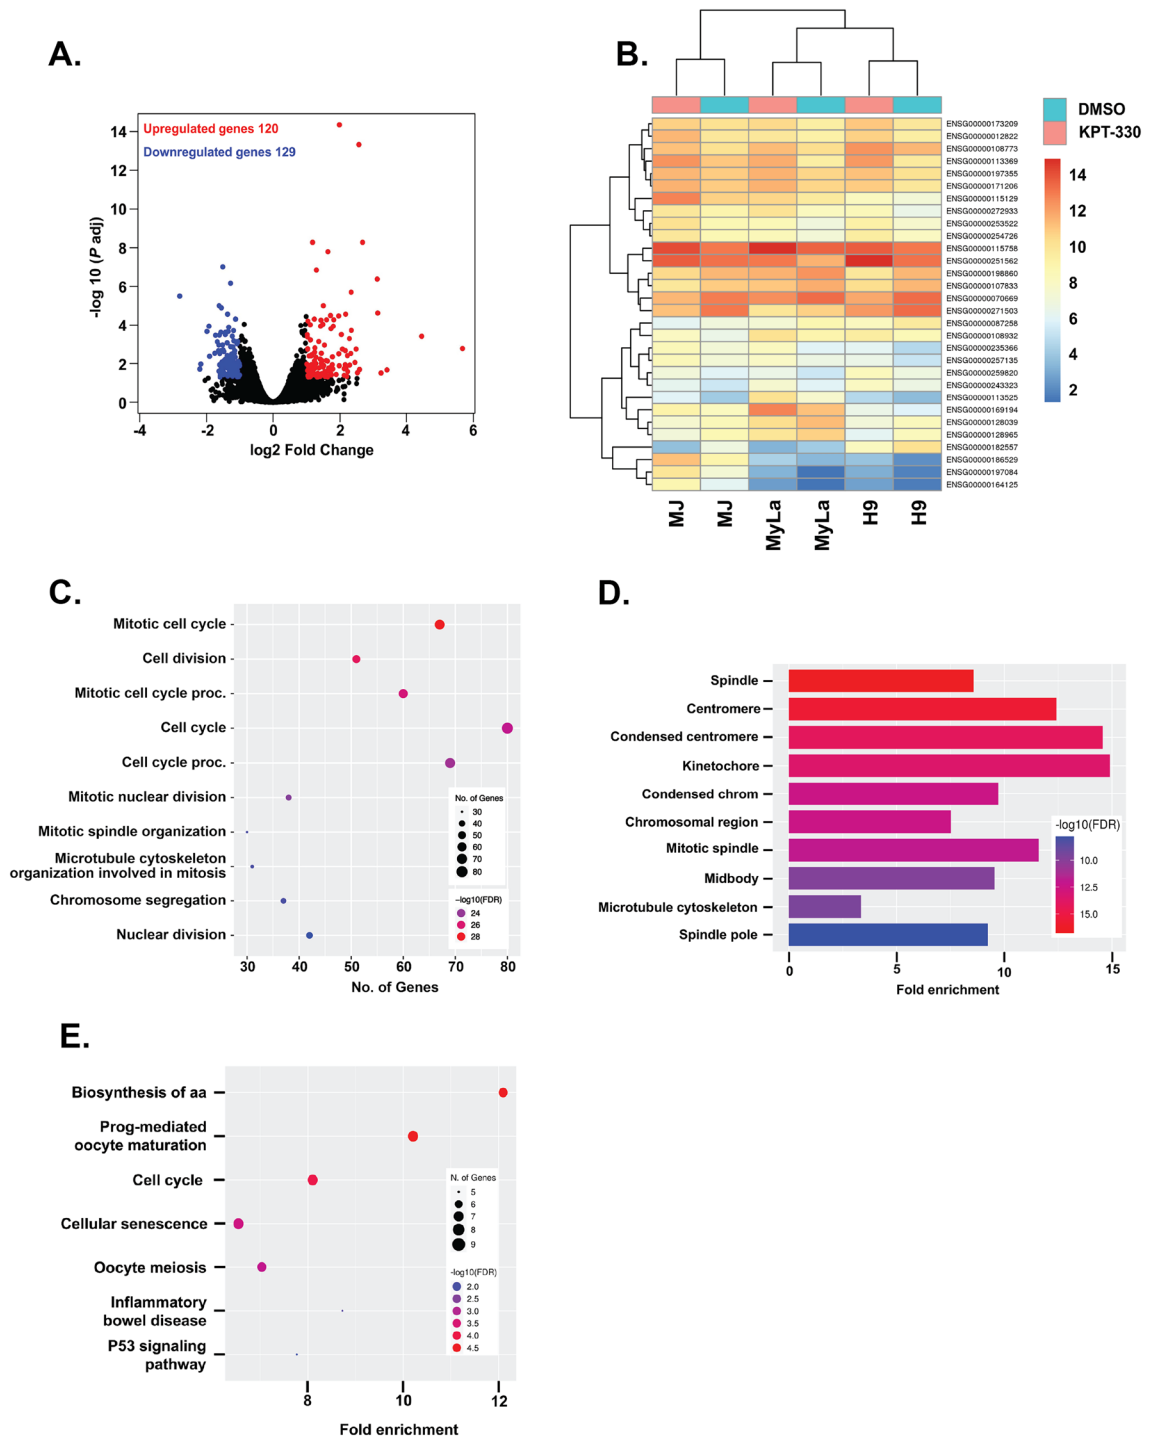 A.
Upregulated genes 120
Downregulated genes 129
14
12
10
8
6
4
2
0
-4
-2
0
2
4
6
-log 10 (P adj)
log2 Fold Change
B.
DMSO
KPT-330
14
12
10
8
6
4
2
ENSG00000173209
ENSG00000012822
ENSG00000108773
ENSG00000113369
ENSG00000197355
ENSG00000171206
ENSG00000115129
ENSG00000272933
ENSG00000253522
ENSG00000254726
ENSG00000115758
ENSG00000251562
ENSG00000198860
ENSG00000107833
ENSG00000070669
ENSG00000271503
ENSG00000087258
ENSG00000108932
ENSG00000235366
ENSG00000257135
ENSG00000259820
ENSG00000243323
ENSG00000113525
ENSG00000169194
ENSG00000128039
ENSG00000128965
ENSG00000182557
ENSG00000186529
ENSG00000197084
ENSG00000164125
MJ
MJ
MyLa
MyLa
H9
H9
C.
Mitotic cell cycle
Cell division
Mitotic cell cycle proc.
Cell cycle
Cell cycle proc.
Mitotic nuclear division
Mitotic spindle organization
Microtubule cytoskeleton
organization involved in mitosis
Chromosome segregation
Nuclear division
No. of Genes
30
40
50
60
70
80
−log10(FDR)
24
26
28
30
40
50
60
70
80
No. of Genes
D.
Spindle
Centromere
Condensed centromere
Kinetochore
Condensed chrom
Chromosomal region
Mitotic spindle
Midbody
Microtubule cytoskeleton
Spindle pole
-log10(FDR)
10.0
12.5
15.0
0
5
10
15
Fold enrichment
E.
Biosynthesis of aa
Prog-mediated
oocyte maturation
Cell cycle
Cellular senescence
Oocyte meiosis
Inflammatory
bowel disease
P53 signaling
pathway
N. of Genes
5
6
7
8
9
-log10(FDR)
2.0
2.5
3.0
3.5
4.0
4.5
8
10
12
Fold enrichment